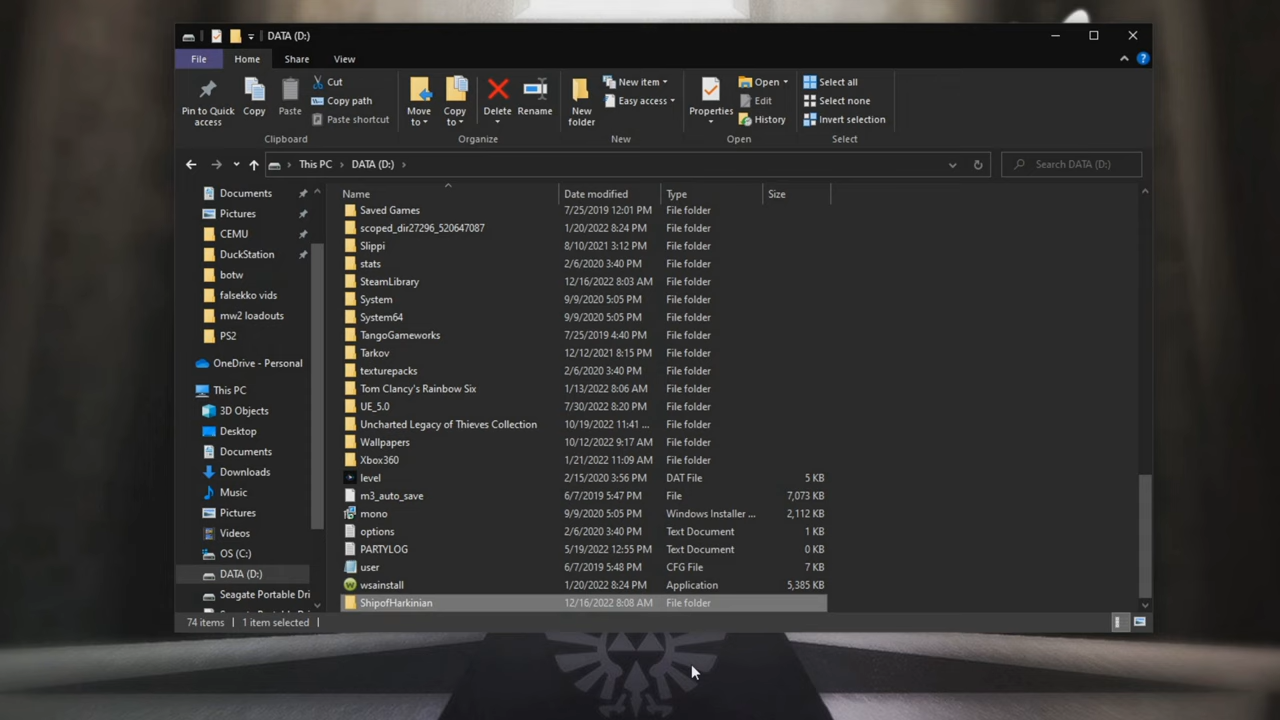 DATA (D:)
File Home Share View
Pin to Quick access
Copy
Paste
Cut
Copy path
Paste shortcut
Clipboard
Move to
Copy to
Delete
Rename
Organize
New folder
New item
Easy access
New
Properties
Open
Edit
History
Open
Select all
Select none
Invert selection
Select
This PC DATA (D:)
Search DATA (D:)
Documents
Pictures
CEMU
DuckStation
botw
falsekko vids
mw2 loadouts
PS2
OneDrive - Personal
This PC
3D Objects
Desktop
Documents
Downloads
Music
Pictures
Videos
OS (C:)
DATA (D:)
Seagate Portable Dri
Name Date modified Type Size
Saved Games 7/25/2019 12:01 PM File folder
scoped_dir27296_520647087 1/20/2022 8:24 PM File folder
Slippi 8/10/2021 3:12 PM File folder
stats 2/6/2020 3:40 PM File folder
SteamLibrary 12/16/2022 8:03 AM File folder
System 9/9/2020 5:05 PM File folder
System64 9/9/2020 5:05 PM File folder
TangoGameworks 7/25/2019 4:40 PM File folder
Tarkov 12/12/2021 8:15 PM File folder
texturepacks 2/6/2020 3:40 PM File folder
Tom Clancy's Rainbow Six 1/13/2022 8:06 AM File folder
UE_5.0 7/30/2022 8:20 PM File folder
Uncharted Legacy of Thieves Collection 10/19/2022 11:41 ... File folder
Wallpapers 10/12/2022 9:17 AM File folder
Xbox360 1/21/2022 11:09 AM File folder
level 2/15/2020 3:56 PM DAT File 5 KB
m3_auto_save 6/7/2019 5:47 PM File 7,073 KB
mono 9/9/2020 5:05 PM Windows Installer ... 2,112 KB
options 2/6/2020 3:40 PM Text Document 1 KB
PARTYLOG 5/19/2022 12:55 PM Text Document 0 KB
user 6/7/2019 5:48 PM CFG File 7 KB
wsainstall 1/20/2022 8:24 PM Application 5,385 KB
ShipofHarkinian 12/16/2022 8:08 AM File folder
74 items 1 item selected